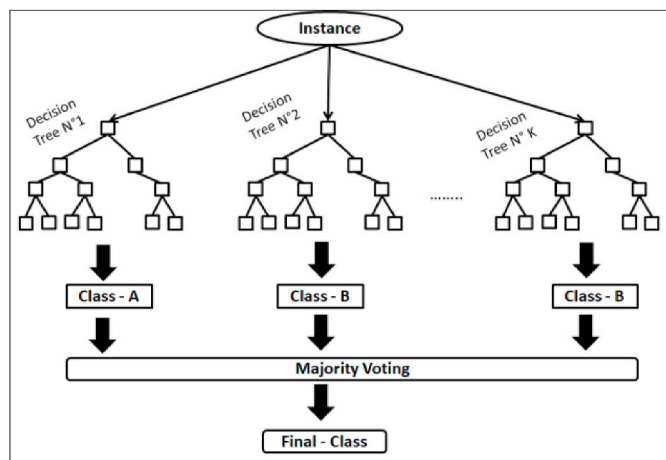 Instance
Decision
Tree N°1
Decision
Tree N°2
Decision
Tree N° K
........
Class - A
Class - B
Class - B
Majority Voting
Final - Class